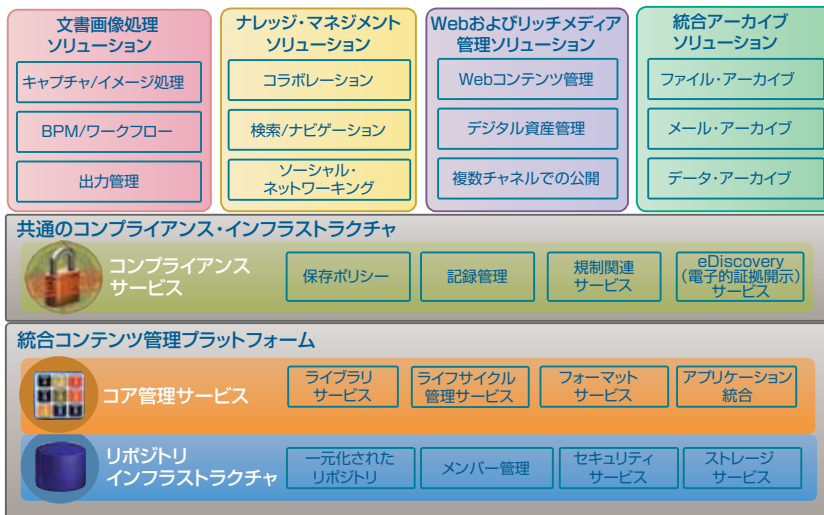 文書画像処理
ソリューション
キャプチャ/イメージ処理
BPM/ワークフロー
出力管理
ナレッジ・マネジメント
ソリューション
コラボレーション
検索/ナビゲーション
ソーシャル・
ネットワーキング
Webおよびリッチメディア
管理ソリューション
Webコンテンツ管理
デジタル資産管理
複数チャネルでの公開
統合アーカイブ
ソリューション
ファイル・アーカイブ
メール・アーカイブ
データ・アーカイブ
共通のコンプライアンス・インフラストラクチャ
コンプライアンス
サービス
保存ポリシー
記録管理
規制関連
サービス
eDiscovery
(電子的証拠開示)
サービス
統合コンテンツ管理プラットフォーム
コア管理サービス
ライブラリ
サービス
ライフサイクル
管理サービス
フォーマット
サービス
アプリケーション
統合
リポジトリ
インフラストラクチャ
一元化された
リポジトリ
メンバー管理
セキュリティ
サービス
ストレージ
サービス